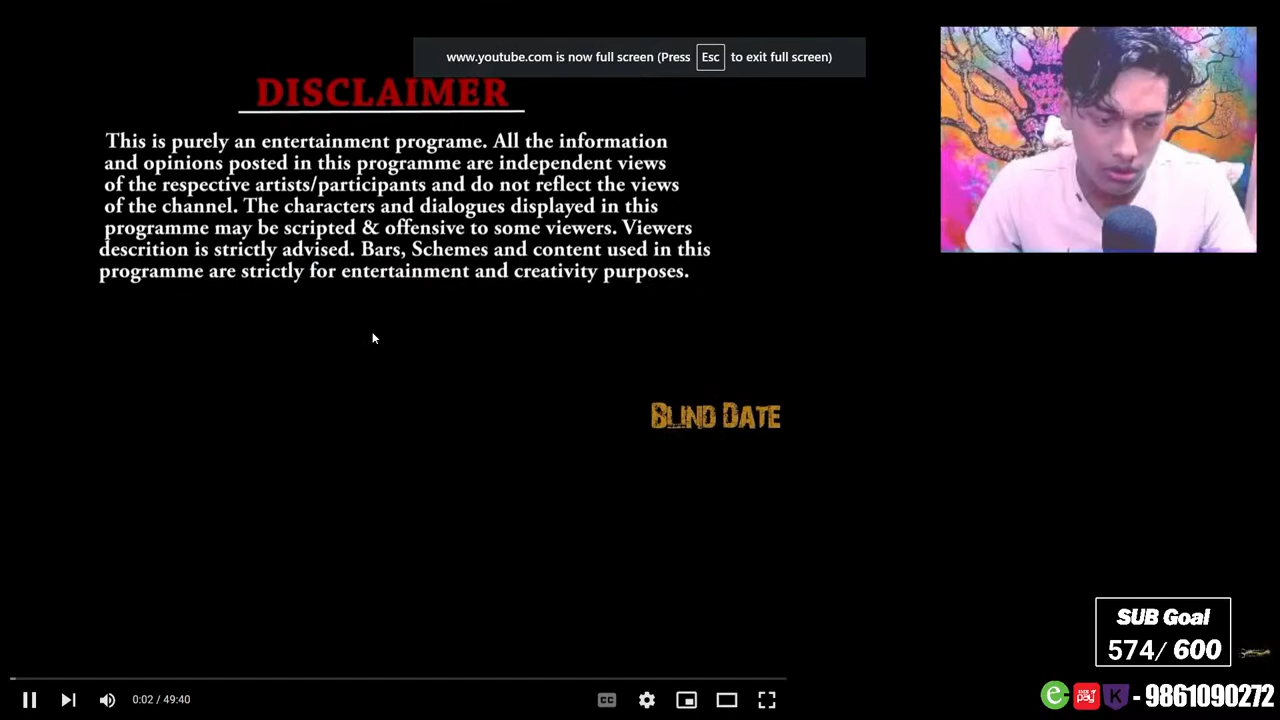 www.youtube.com is now full screen (Press Esc to exit full screen)
DISCLAIMER
This is purely an entertainment programe. All the information
and opinions posted in this programme are independent views
of the respective artists/participants and do not reflect the views
of the channel. The characters and dialogues displayed in this
programme may be scripted & offensive to some viewers. Viewers
descrition is strictly advised. Bars, Schemes and content used in this
programme are strictly for entertainment and creativity purposes.
BLIND DATE
SUB Goal
574/ 600
0:02 / 49:40
CC
e pay K - 9861090272